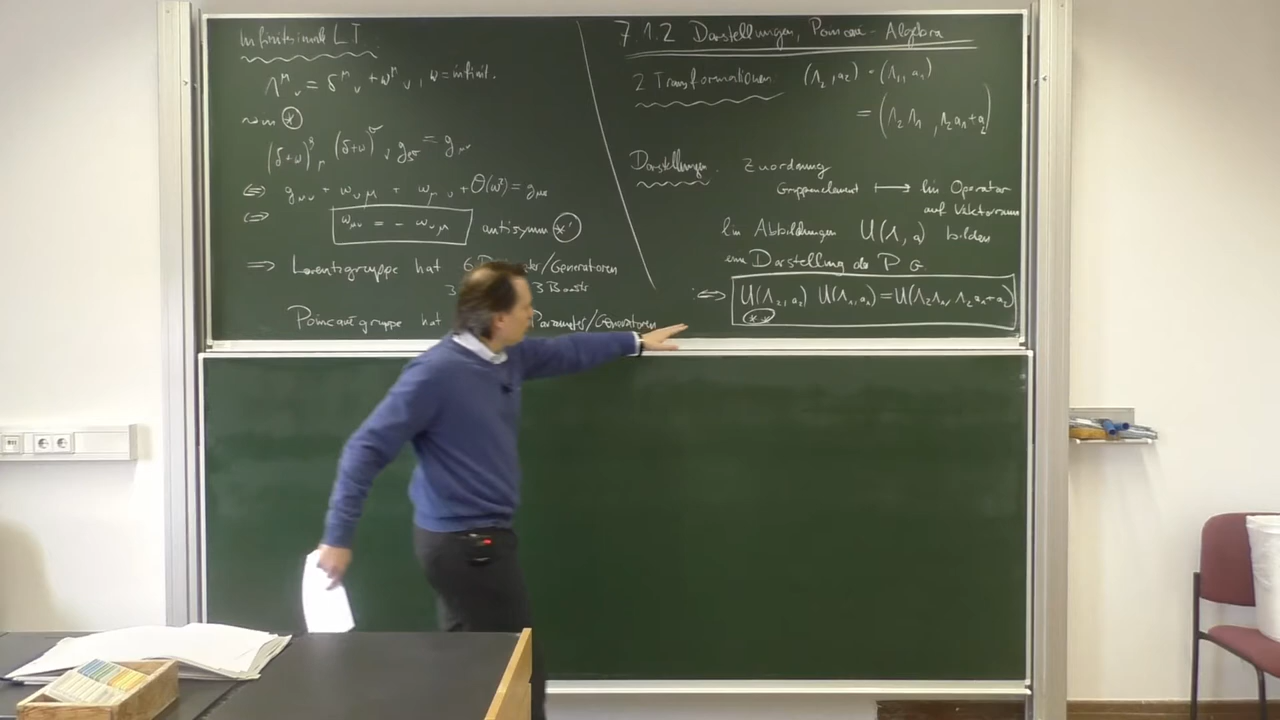 Infinitesimale LT
Λ^μ_ν = δ^μ_ν + ω^μ_ν, ω = infinit.
⊛
(δ+ω)^ρ_μ (δ+ω)^σ_ν g_ρσ = g_μν
⇔ g_μν + ω_νμ + ω_μν + O(ω²) = g_μν
⇔ ω_μν = - ω_νμ antisymm ⊛'
⇒ Lorentzgruppe hat 6 /Generatoren
3 3 Boosts
Poincarégruppe hat Parameter/Generatoren
7.1.2 Darstellungen, Poincaré-Algebra
2 Transformationen (Λ₂, a₂) · (Λ₁, a₁)
= (Λ₂Λ₁, Λ₂a₁+a₂)
Darstellungen. Zuordnung
Gruppenelement ⟼ lin Operator
auf Vektorraum
lin Abbildungen U(Λ, a) bilden
eine Darstellung der P G
⇔ U(Λ₂, a₂) U(Λ₁, a₁) = U(Λ₂Λ₁, Λ₂a₁+a₂)
**